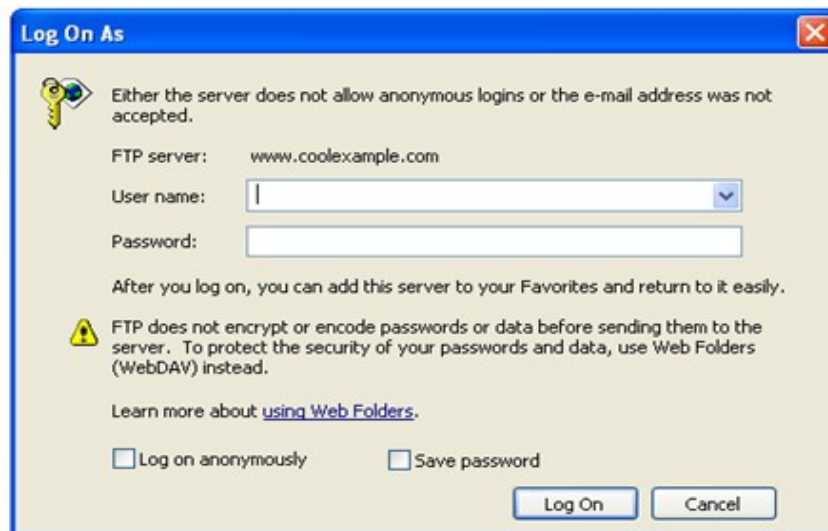 Log On As
Either the server does not allow anonymous logins or the e-mail address was not
accepted.
FTP server: www.coolexample.com
User name:
Password:
After you log on, you can add this server to your Favorites and return to it easily.
FTP does not encrypt or encode passwords or data before sending them to the
server. To protect the security of your passwords and data, use Web Folders
(WebDAV) instead.
Learn more about using Web Folders.
Log on anonymously Save password
Log On Cancel